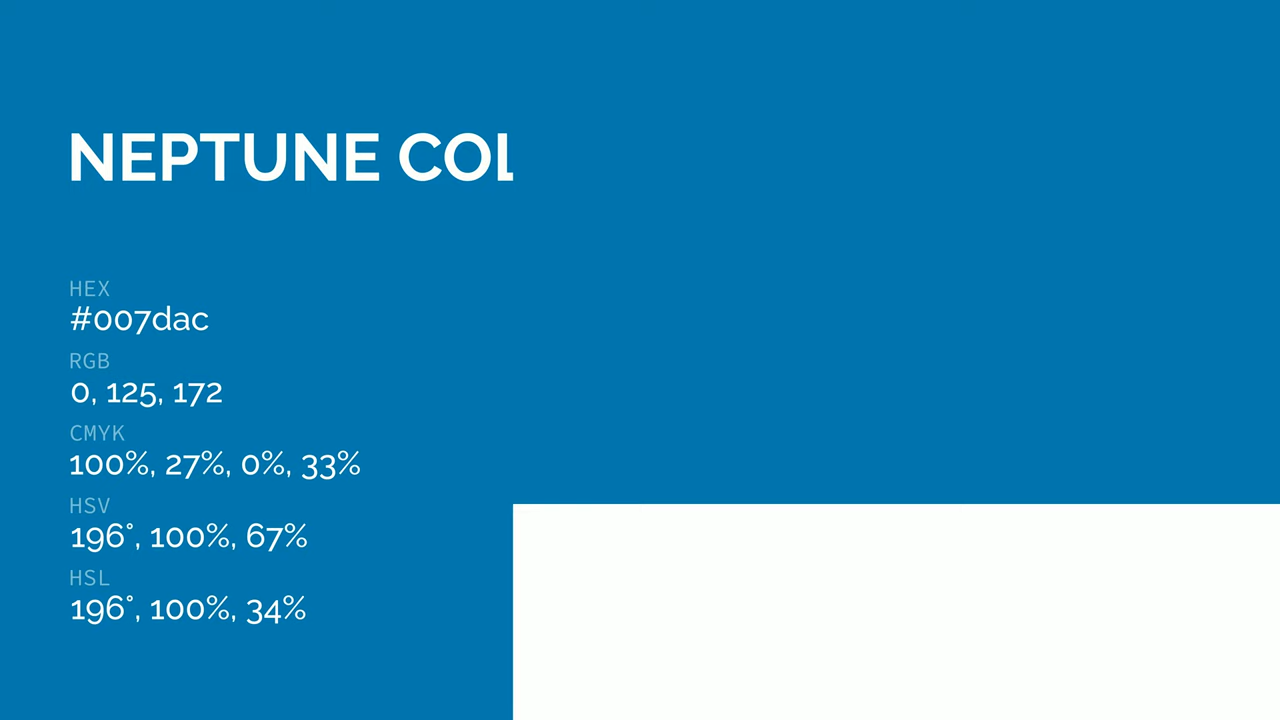 NEPTUNE COL
HEX
#007dac
RGB
0, 125, 172
CMYK
100%, 27%, 0%, 33%
HSV
196°, 100%, 67%
HSL
196°, 100%, 34%